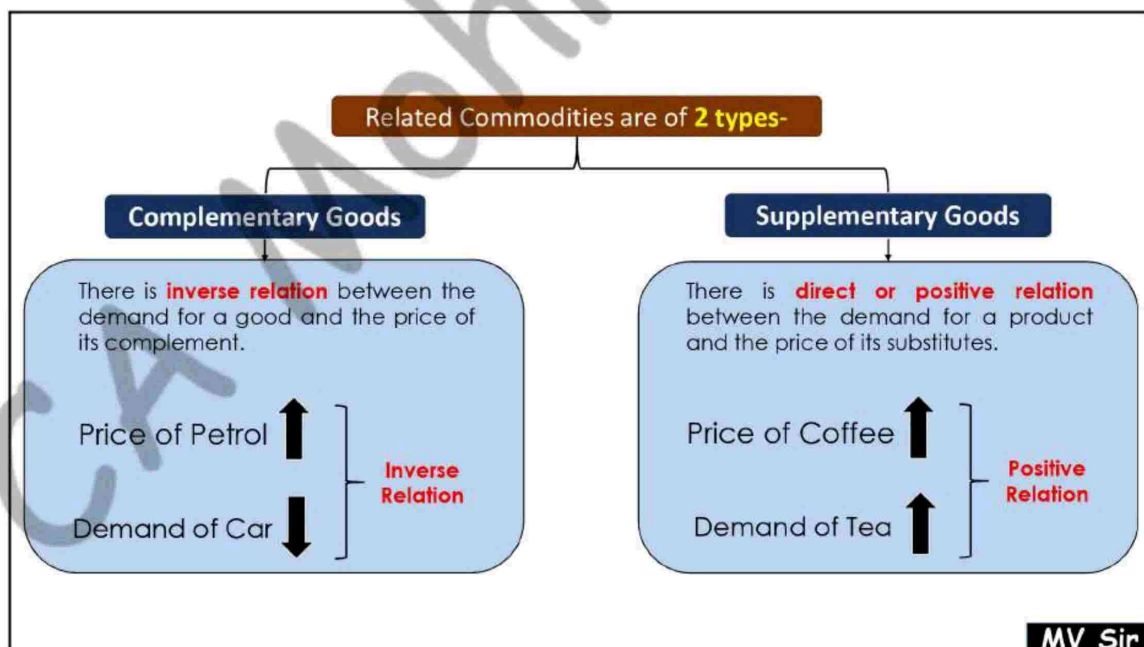 Related Commodities are of 2 types-
Complementary Goods
There is inverse relation between the
demand for a good and the price of
its complement.
Price of Petrol
Demand of Car
Inverse
Relation
Supplementary Goods
There is direct or positive relation
between the demand for a product
and the price of its substitutes.
Price of Coffee
Demand of Tea
Positive
Relation
CA Moh
MV Sir